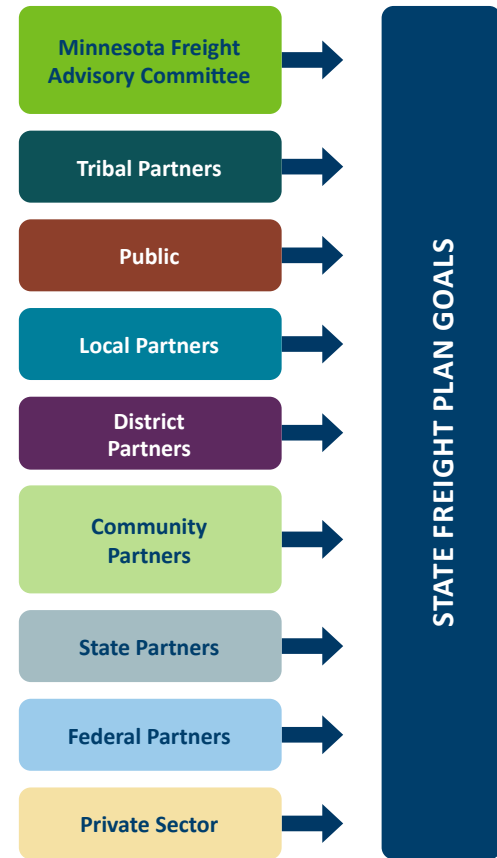 Minnesota Freight
Advisory Committee
Tribal Partners
Public
Local Partners
District
Partners
Community
Partners
State Partners
Federal Partners
Private Sector
STATE FREIGHT PLAN GOALS